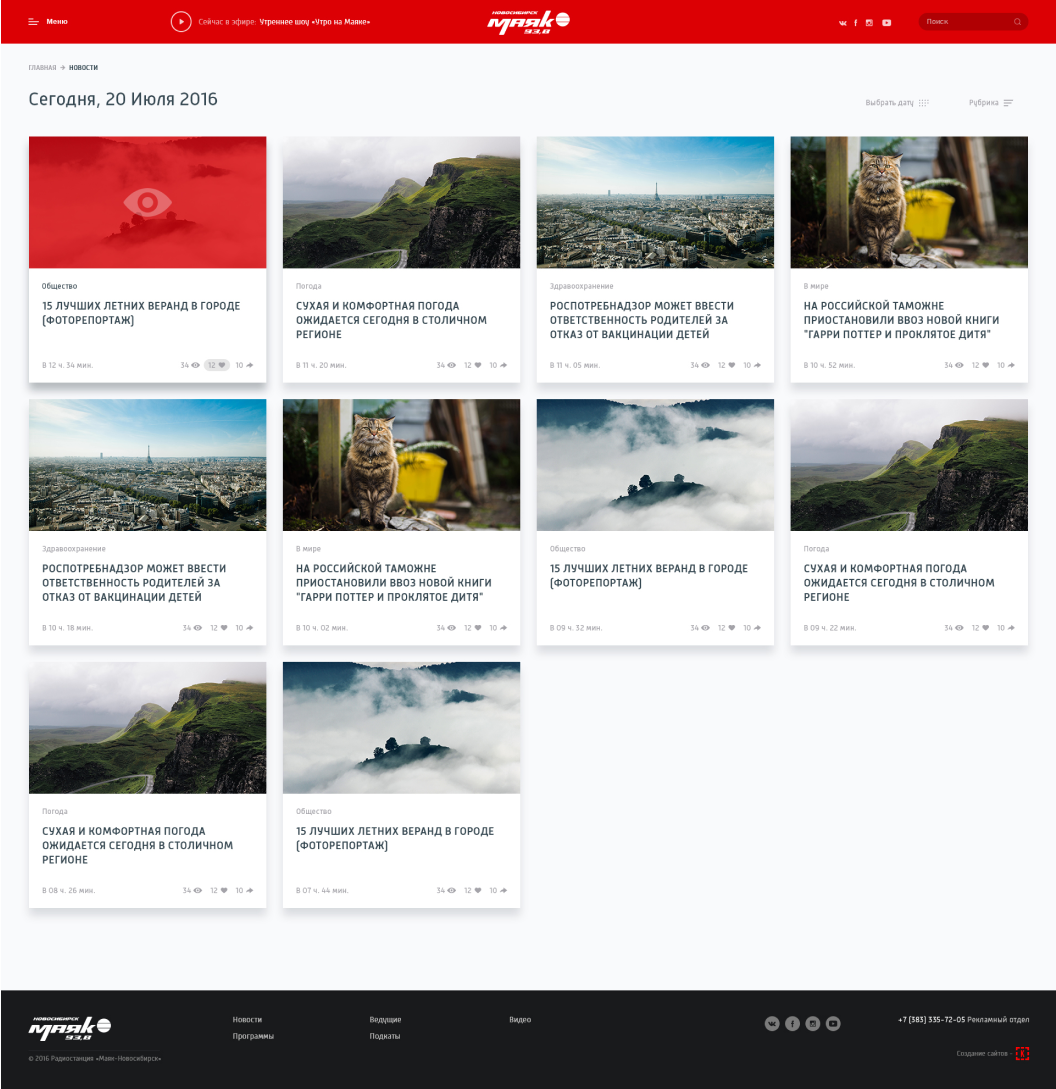 Меню
Сейчас в эфире: Утреннее шоу «Утро на Маяке»
НОВОСИБИРСК
маяк
93,8
Поиск
ГЛАВНАЯ → НОВОСТИ
Сегодня, 20 Июля 2016
Выбрать дату
Рубрика
Общество
15 ЛУЧШИХ ЛЕТНИХ ВЕРАНД В ГОРОДЕ
(ФОТОРЕПОРТАЖ)
В 12 ч. 34 мин. 34 12 10
Погода
СУХАЯ И КОМФОРТНАЯ ПОГОДА
ОЖИДАЕТСЯ СЕГОДНЯ В СТОЛИЧНОМ
РЕГИОНЕ
В 11 ч. 20 мин. 34 12 10
Здравоохранение
РОСПОТРЕБНАДЗОР МОЖЕТ ВВЕСТИ
ОТВЕТСТВЕННОСТЬ РОДИТЕЛЕЙ ЗА
ОТКАЗ ОТ ВАКЦИНАЦИИ ДЕТЕЙ
В 11 ч. 05 мин. 34 12 10
В мире
НА РОССИЙСКОЙ ТАМОЖНЕ
ПРИОСТАНОВИЛИ ВВОЗ НОВОЙ КНИГИ
"ГАРРИ ПОТТЕР И ПРОКЛЯТОЕ ДИТЯ"
В 10 ч. 52 мин. 34 12 10
Здравоохранение
РОСПОТРЕБНАДЗОР МОЖЕТ ВВЕСТИ
ОТВЕТСТВЕННОСТЬ РОДИТЕЛЕЙ ЗА
ОТКАЗ ОТ ВАКЦИНАЦИИ ДЕТЕЙ
В 10 ч. 18 мин. 34 12 10
В мире
НА РОССИЙСКОЙ ТАМОЖНЕ
ПРИОСТАНОВИЛИ ВВОЗ НОВОЙ КНИГИ
"ГАРРИ ПОТТЕР И ПРОКЛЯТОЕ ДИТЯ"
В 10 ч. 02 мин. 34 12 10
Общество
15 ЛУЧШИХ ЛЕТНИХ ВЕРАНД В ГОРОДЕ
(ФОТОРЕПОРТАЖ)
В 09 ч. 32 мин. 34 12 10
Погода
СУХАЯ И КОМФОРТНАЯ ПОГОДА
ОЖИДАЕТСЯ СЕГОДНЯ В СТОЛИЧНОМ
РЕГИОНЕ
В 09 ч. 22 мин. 34 12 10
Погода
СУХАЯ И КОМФОРТНАЯ ПОГОДА
ОЖИДАЕТСЯ СЕГОДНЯ В СТОЛИЧНОМ
РЕГИОНЕ
В 08 ч. 26 мин. 34 12 10
Общество
15 ЛУЧШИХ ЛЕТНИХ ВЕРАНД В ГОРОДЕ
(ФОТОРЕПОРТАЖ)
В 07 ч. 44 мин. 34 12 10
НОВОСИБИРСК
маяк
93,8
© 2016 Радиостанция «Маяк-Новосибирск»
Новости
Программы
Ведущие
Подкаты
Видео
+7 (383) 335-72-05 Рекламный отдел
Создание сайтов - К